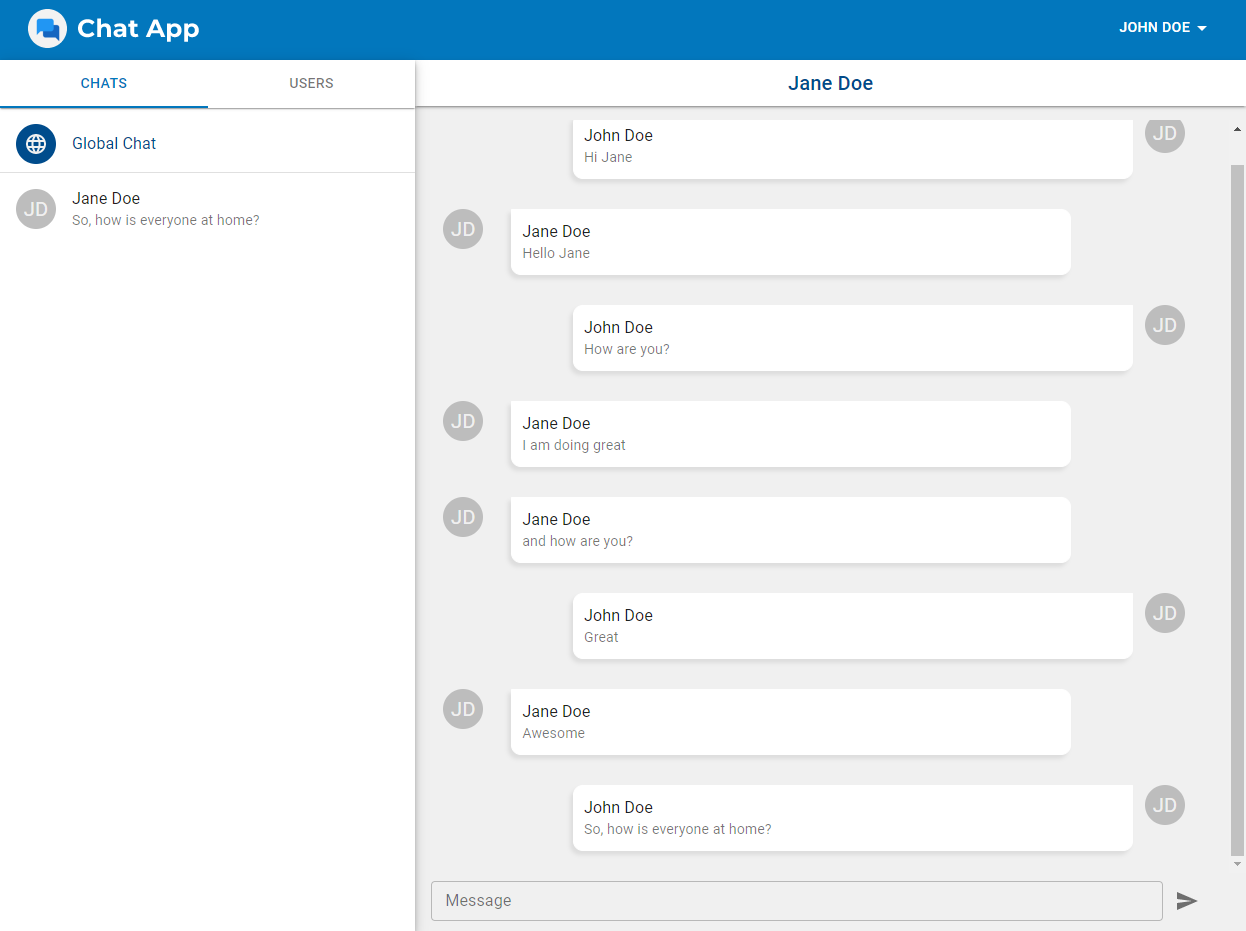 Chat App
JOHN DOE
CHATS
USERS
Global Chat
JD
Jane Doe
So, how is everyone at home?
Jane Doe
John Doe
Hi Jane
JD
JD
Jane Doe
Hello Jane
John Doe
How are you?
JD
JD
Jane Doe
I am doing great
JD
Jane Doe
and how are you?
John Doe
Great
JD
JD
Jane Doe
Awesome
John Doe
So, how is everyone at home?
JD
Message